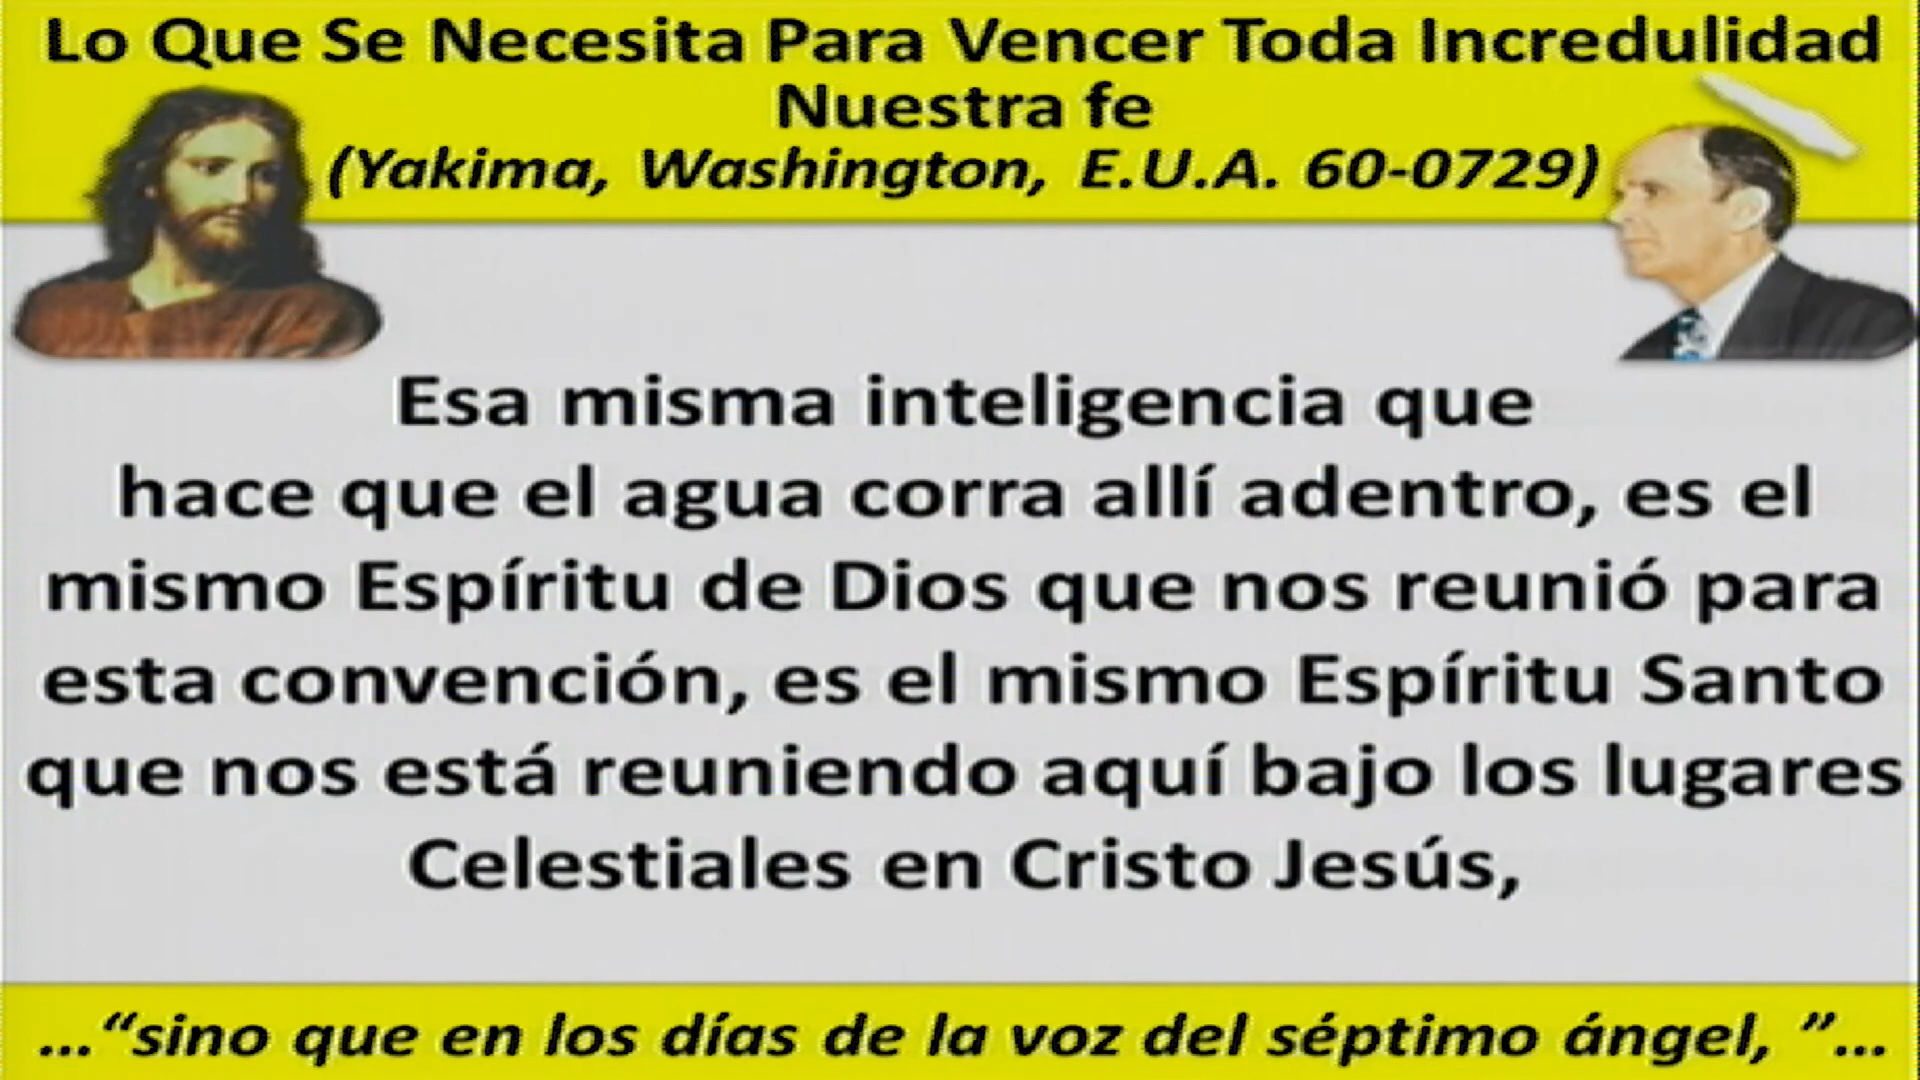 Lo Que Se Necesita Para Vencer Toda Incredulidad
Nuestra fe
(Yakima, Washington, E.U.A. 60-0729)
Esa misma inteligencia que
hace que el agua corra allí adentro, es el
mismo Espíritu de Dios que nos reunió para
esta convención, es el mismo Espíritu Santo
que nos está reuniendo aquí bajo los lugares
Celestiales en Cristo Jesús,
...“sino que en los días de la voz del séptimo ángel, ”...